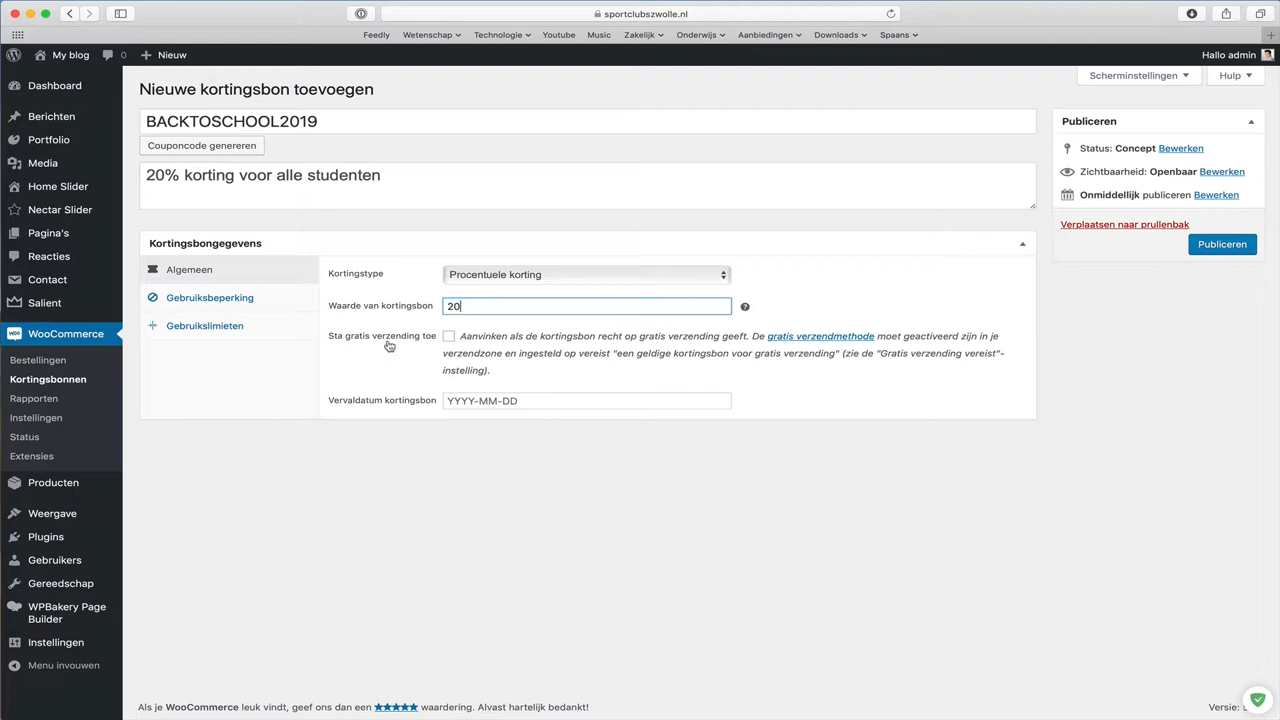 sportclubszwolle.nl
Feedly Wetenschap Technologie Youtube Music Zakelijk Onderwijs Aanbiedingen Downloads Spaans
My blog 0 Nieuw Hallo admin
Scherminstellingen Hulp
Dashboard
Berichten
Portfolio
Media
Home Slider
Nectar Slider
Pagina's
Reacties
Contact
Salient
WooCommerce
Bestellingen
Kortingsbonnen
Rapporten
Instellingen
Status
Extensies
Producten
Weergave
Plugins
Gebruikers
Gereedschap
WPBakery Page
Builder
Instellingen
Menu invouwen
Nieuwe kortingsbon toevoegen
BACKTOSCHOOL2019
Couponcode genereren
20% korting voor alle studenten
Kortingsbongegevens
Algemeen
Gebruiksbeperking
Gebruikslimieten
Kortingstype Procentuele korting
Waarde van kortingsbon 20
Sta gratis verzending toe Aanvinken als de kortingsbon recht op gratis verzending geeft. De gratis verzendmethode moet geactiveerd zijn in je
verzendzone en ingesteld op vereist "een geldige kortingsbon voor gratis verzending" (zie de "Gratis verzending vereist"-
instelling).
Vervaldatum kortingsbon YYYY-MM-DD
Publiceren
Status: Concept Bewerken
Zichtbaarheid: Openbaar Bewerken
Onmiddellijk publiceren Bewerken
Verplaatsen naar prullenbak
Publiceren
Als je WooCommerce leuk vindt, geef ons dan een ★★★★★ waardering. Alvast hartelijk bedankt!
Versie: